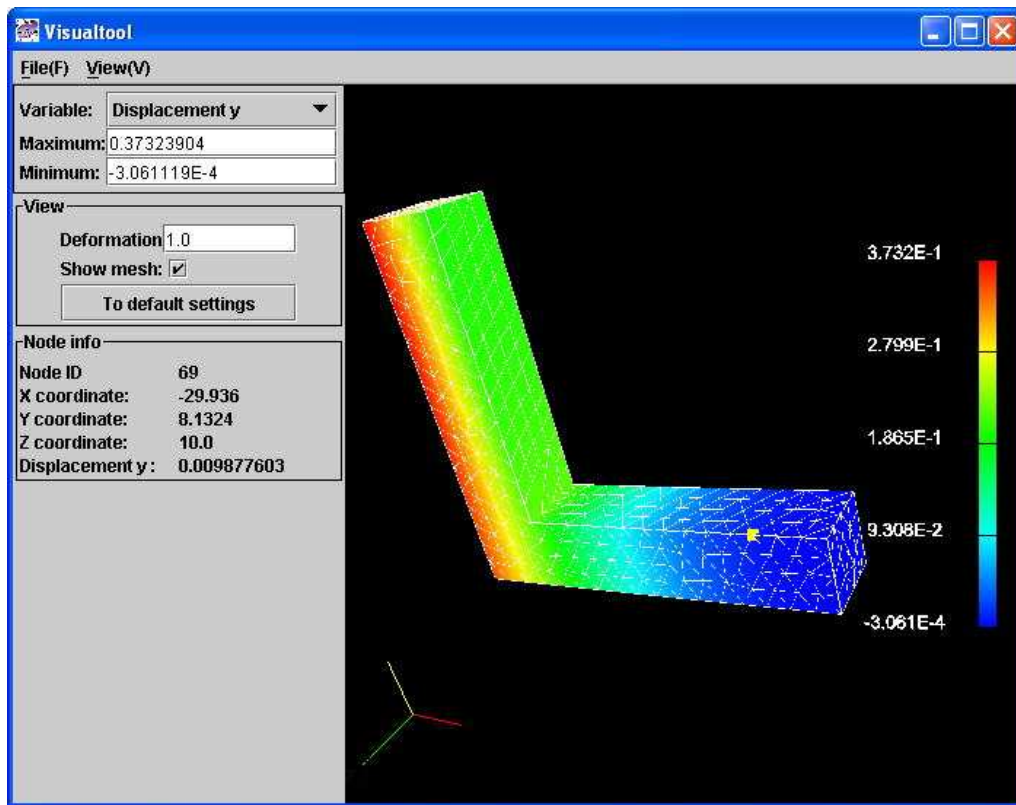 Visualtool
File(F) View(V)
Variable: Displacement y
Maximum: 0.37323904
Minimum: -3.061119E-4
View
Deformation 1.0
Show mesh:
To default settings
Node info
Node ID 69
X coordinate: -29.936
Y coordinate: 8.1324
Z coordinate: 10.0
Displacement y : 0.009877603
3.732E-1
2.799E-1
1.865E-1
9.308E-2
-3.061E-4